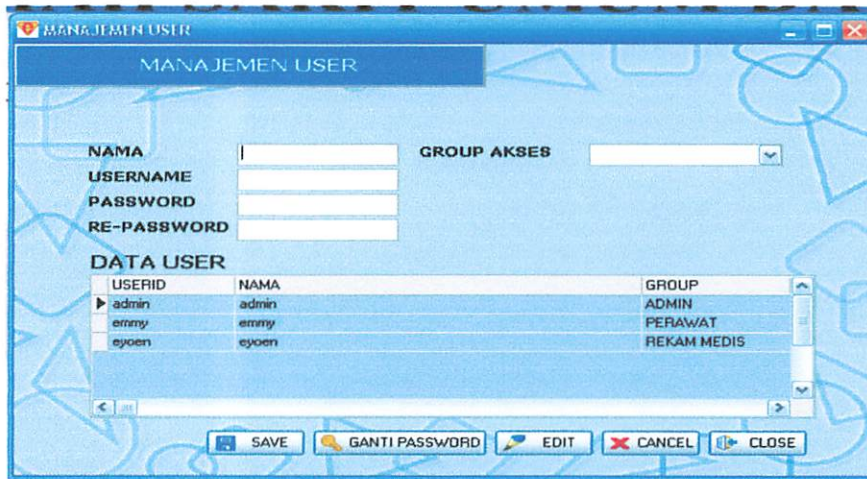 MANAJEMEN USER
MANAJEMEN USER
NAMA GROUP AKSES
USERNAME
PASSWORD
RE-PASSWORD
DATA USER
USERID NAMA GROUP
admin admin ADMIN
emmy emmy PERAWAT
eyoen eyoen REKAM MEDIS
SAVE GANTI PASSWORD EDIT CANCEL CLOSE